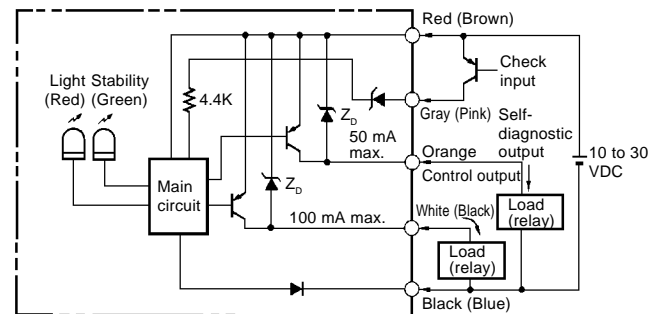 Red (Brown)
Light Stability
(Red) (Green)
4.4K
Check
input
Gray (Pink)
Z_D
50 mA
max.
Self-
diagnostic
output
Orange
Control output
10 to 30
VDC
Main
circuit
Z_D
100 mA max.
White (Black)
Load
(relay)
Load
(relay)
Black (Blue)